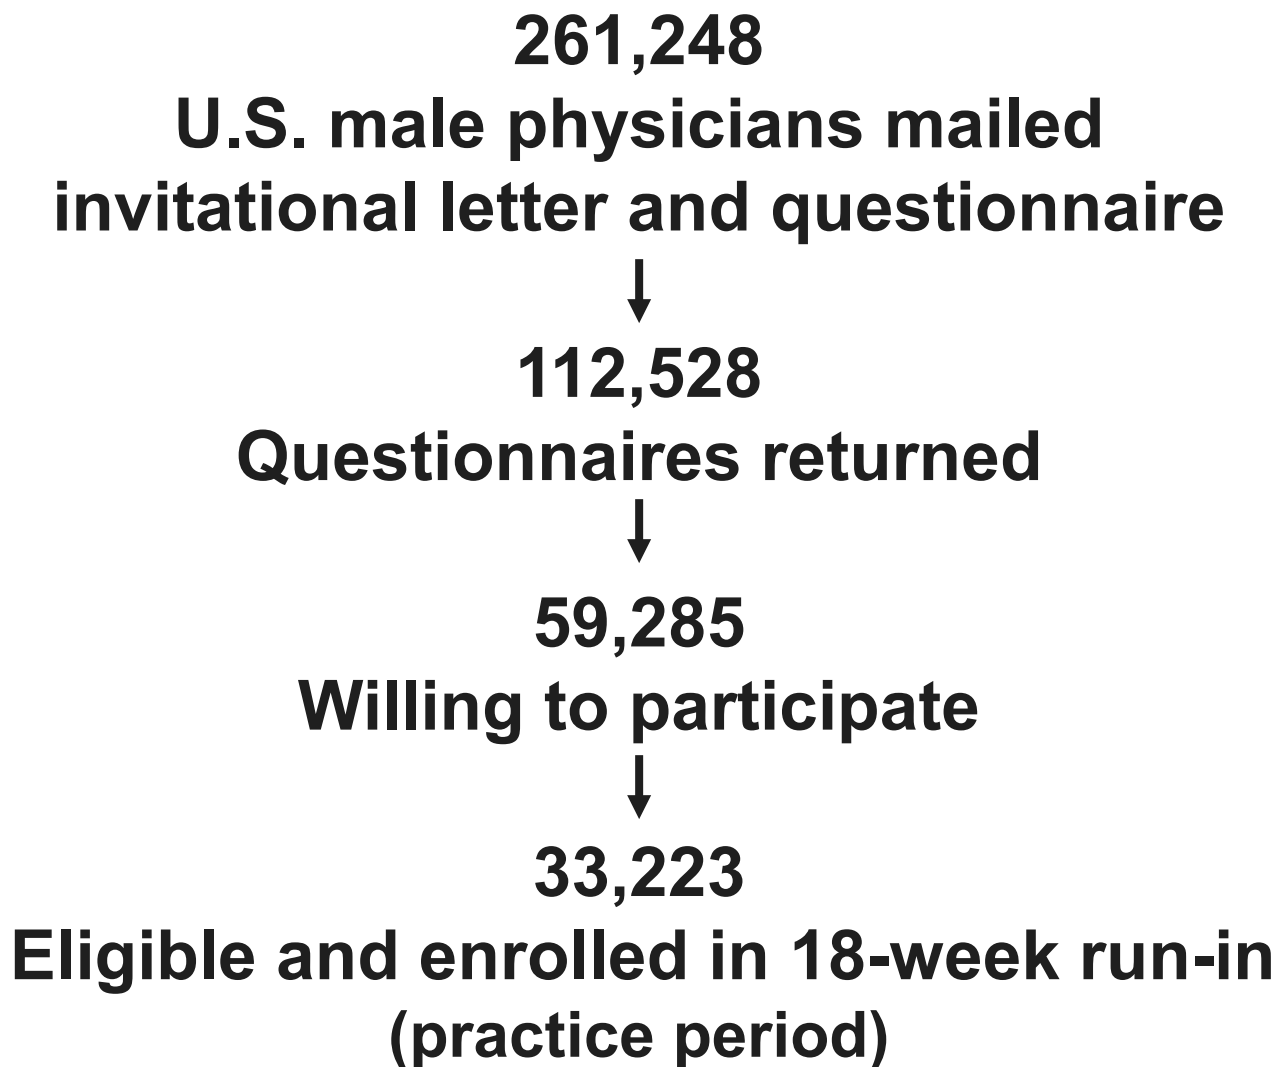 261,248
U.S. male physicians mailed
invitational letter and questionnaire
112,528
Questionnaires returned
59,285
Willing to participate
33,223
Eligible and enrolled in 18-week run-in
(practice period)